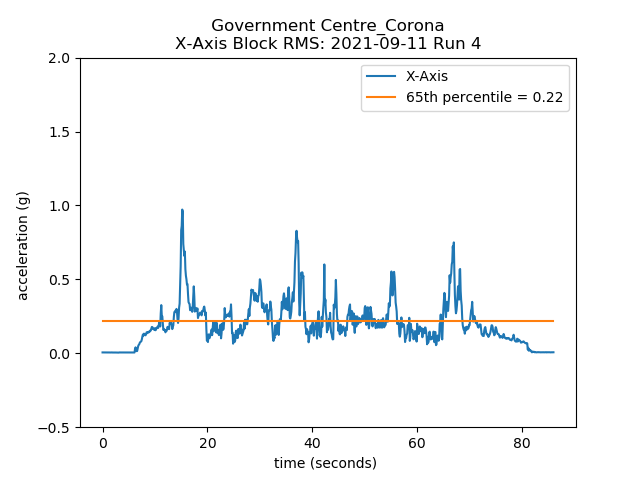 Government Centre_Corona
X-Axis Block RMS: 2021-09-11 Run 4
X-Axis
65th percentile = 0.22
2.0
1.5
1.0
0.5
0.0
−0.5
acceleration (g)
0 20 40 60 80
time (seconds)